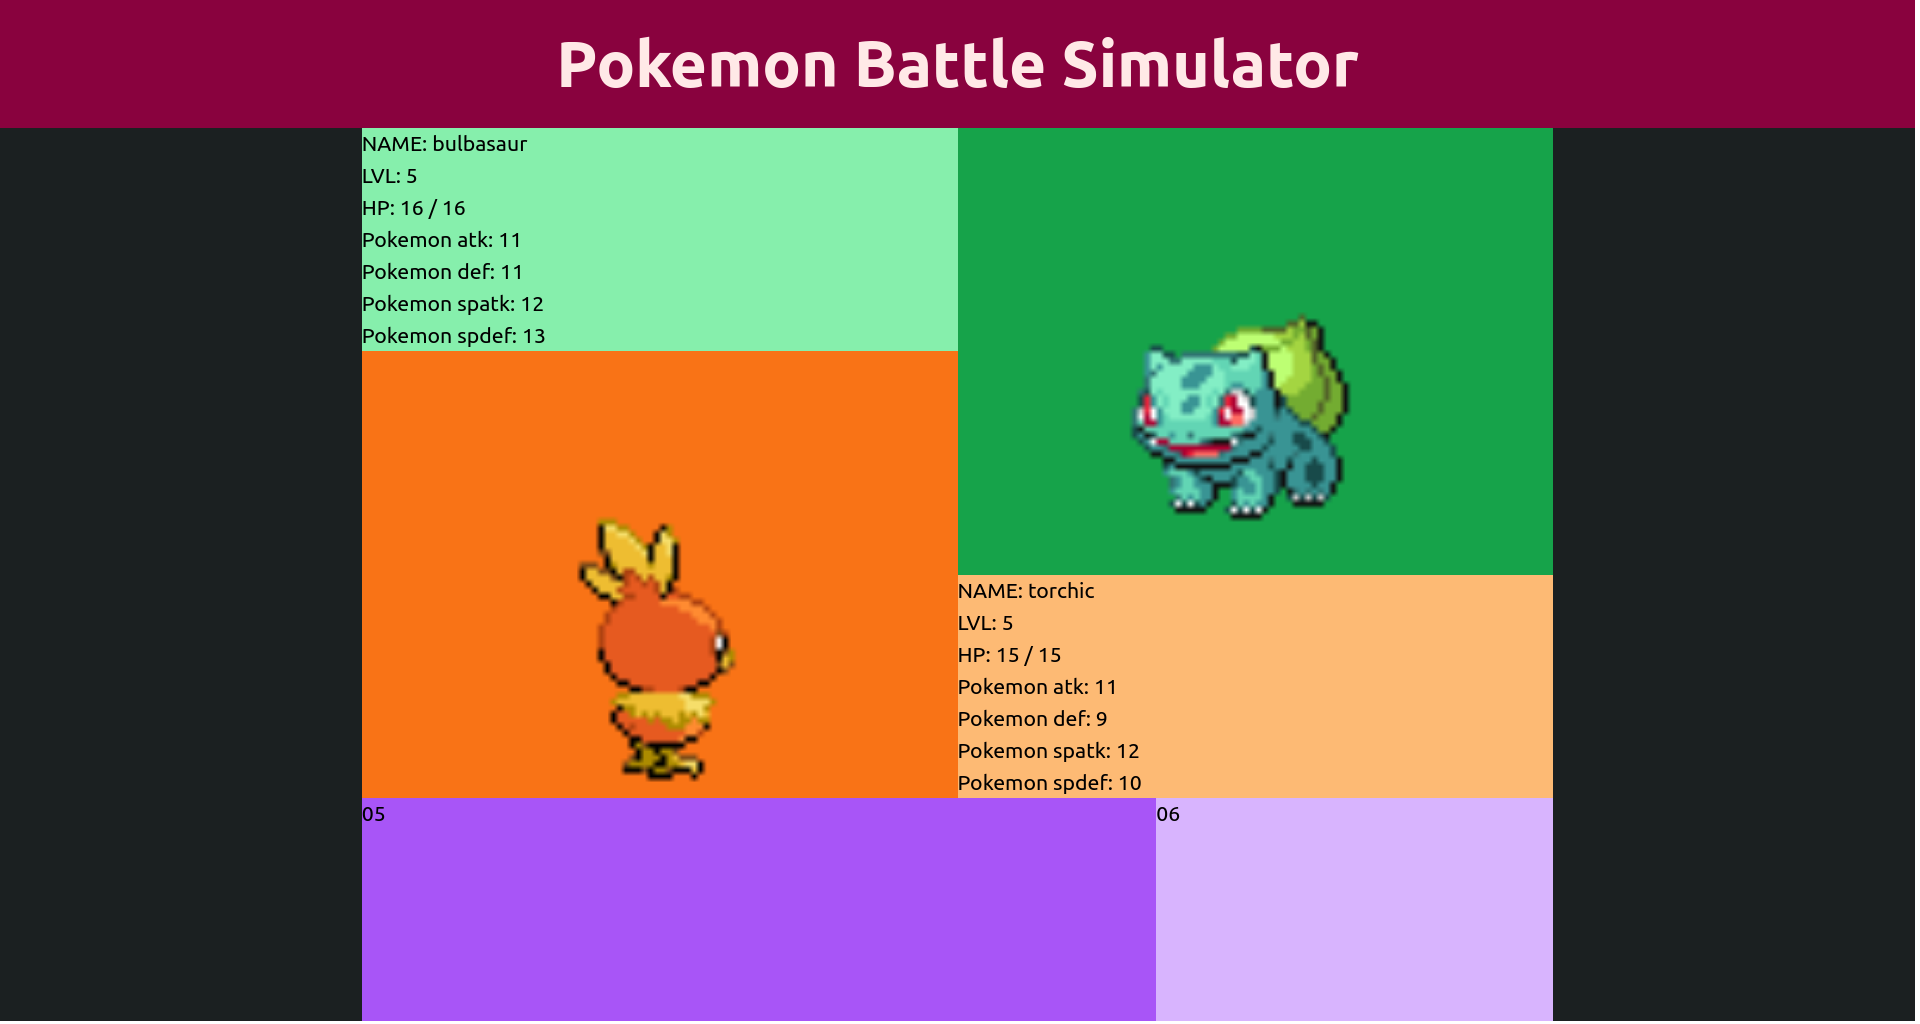 Pokemon Battle Simulator
NAME: bulbasaur
LVL: 5
HP: 16 / 16
Pokemon atk: 11
Pokemon def: 11
Pokemon spatk: 12
Pokemon spdef: 13
NAME: torchic
LVL: 5
HP: 15 / 15
Pokemon atk: 11
Pokemon def: 9
Pokemon spatk: 12
Pokemon spdef: 10
05
06